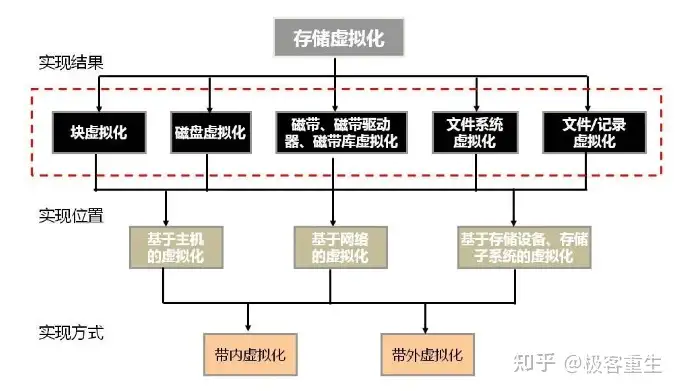 存储虚拟化
实现结果
块虚拟化
磁盘虚拟化
磁带、磁带驱动
器、磁带库虚拟化
文件系统
虚拟化
文件/记录
虚拟化
实现位置
基于主机
的虚拟化
基于网络
的虚拟化
基于存储设备、存储
子系统的虚拟化
实现方式
带内虚拟化
带外虚拟化
知乎 @极客重生